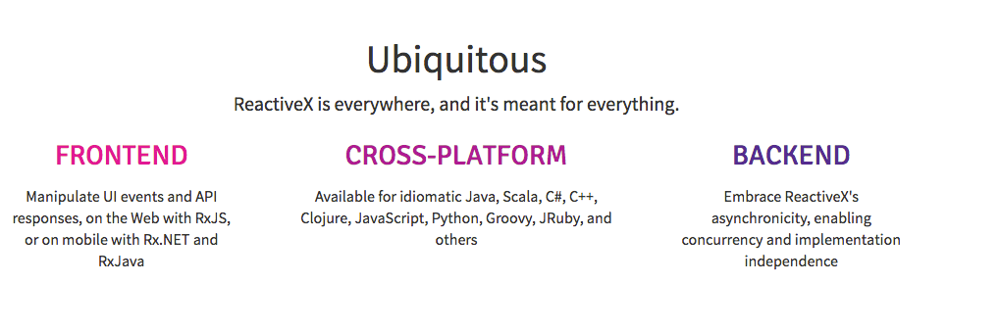 Ubiquitous
ReactiveX is everywhere, and it's meant for everything.
FRONTEND
Manipulate UI events and API
responses, on the Web with RxJS,
or on mobile with Rx.NET and
RxJava
CROSS-PLATFORM
Available for idiomatic Java, Scala, C#, C++,
Clojure, JavaScript, Python, Groovy, JRuby, and
others
BACKEND
Embrace ReactiveX's
asynchronicity, enabling
concurrency and implementation
independence